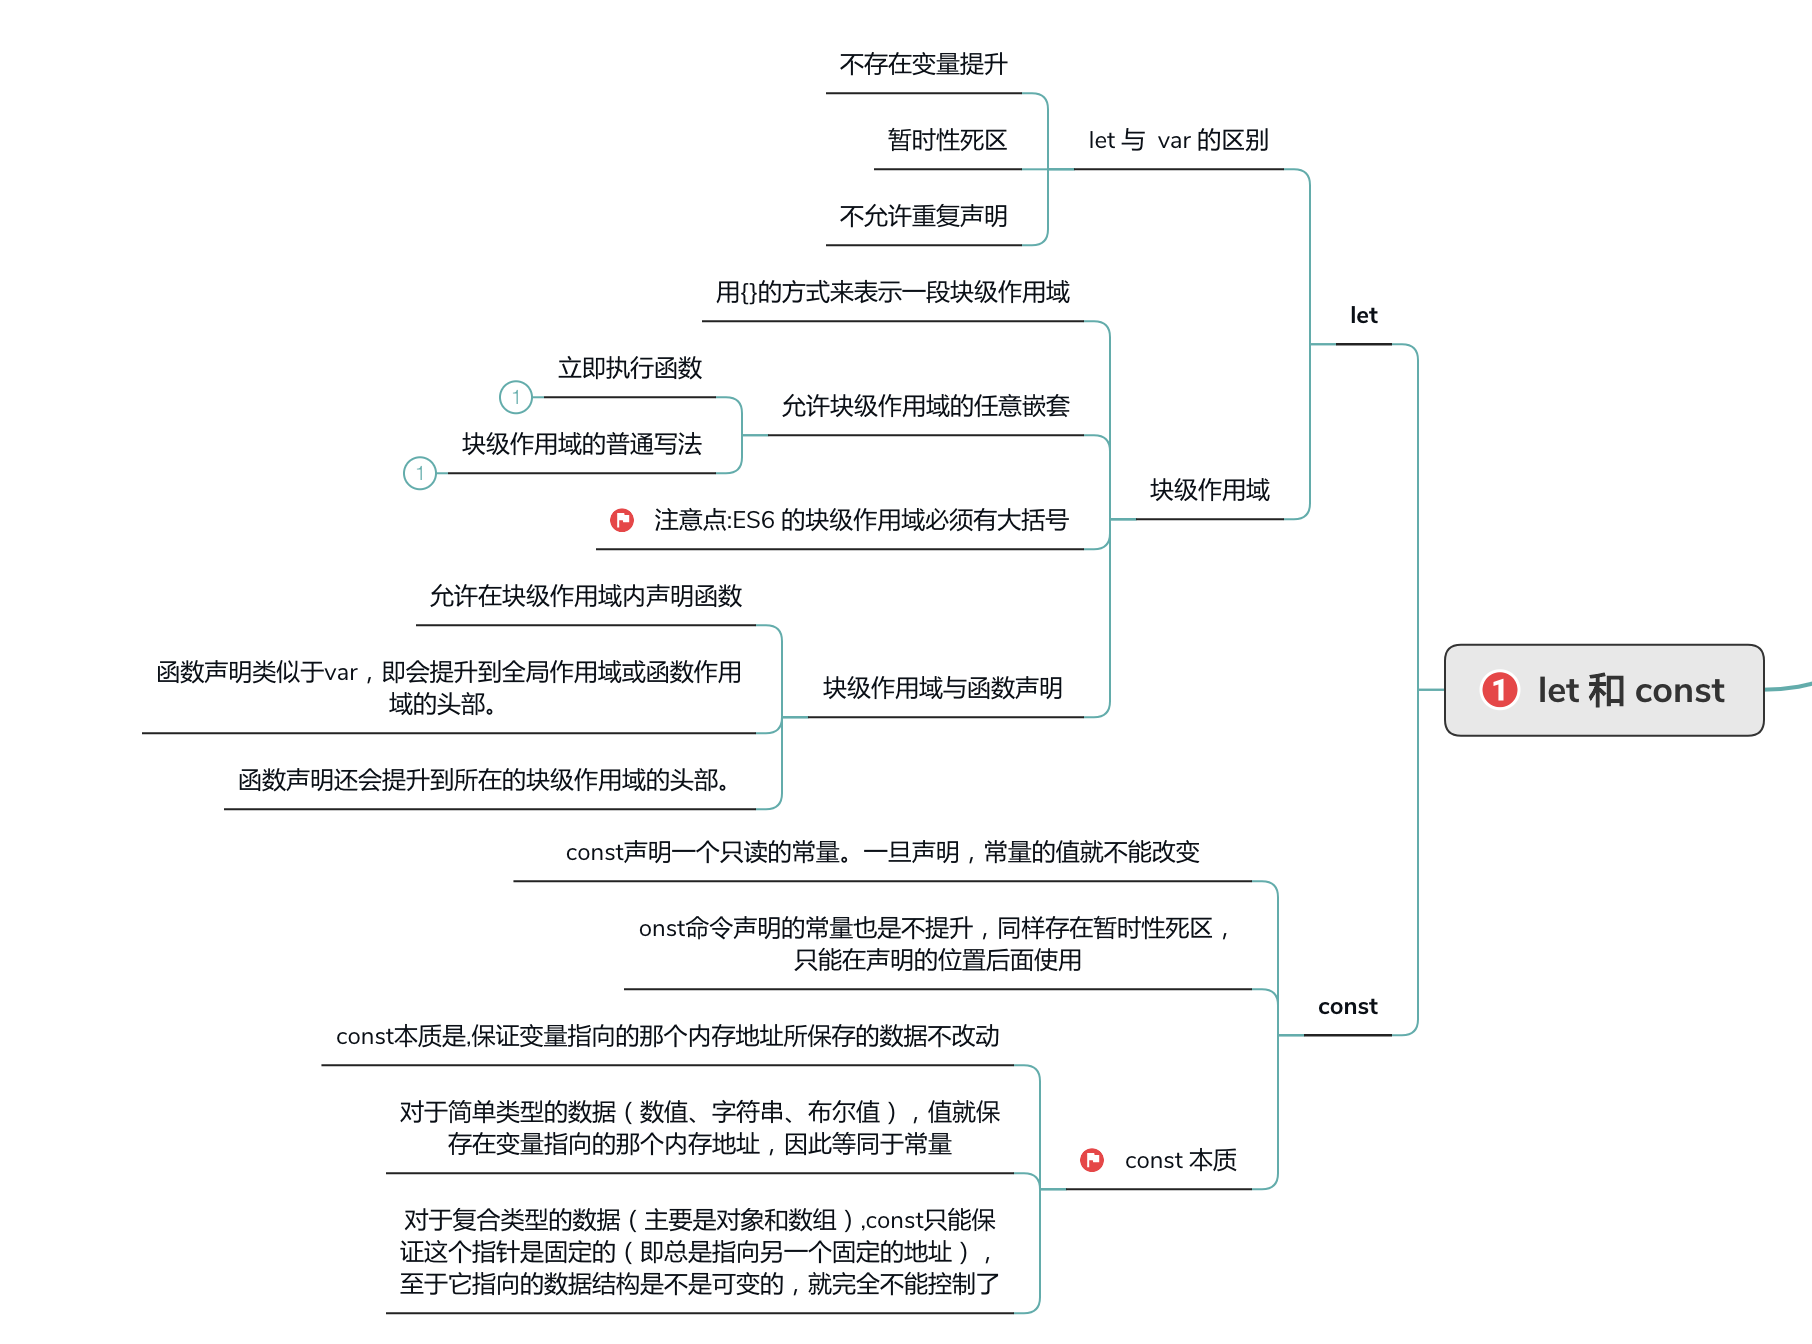 不存在变量提升
暂时性死区
let 与 var 的区别
不允许重复声明
用{}的方式来表示一段块级作用域
let
立即执行函数
1
允许块级作用域的任意嵌套
块级作用域的普通写法
1
块级作用域
注意点:ES6 的块级作用域必须有大括号
允许在块级作用域内声明函数
函数声明类似于var，即会提升到全局作用域或函数作用
域的头部。
块级作用域与函数声明
函数声明还会提升到所在的块级作用域的头部。
1 let 和 const
const声明一个只读的常量。一旦声明，常量的值就不能改变
onst命令声明的常量也是不提升，同样存在暂时性死区，
只能在声明的位置后面使用
const
const本质是,保证变量指向的那个内存地址所保存的数据不改动
对于简单类型的数据（数值、字符串、布尔值），值就保
存在变量指向的那个内存地址，因此等同于常量
const 本质
对于复合类型的数据（主要是对象和数组）,const只能保
证这个指针是固定的（即总是指向另一个固定的地址），
至于它指向的数据结构是不是可变的，就完全不能控制了